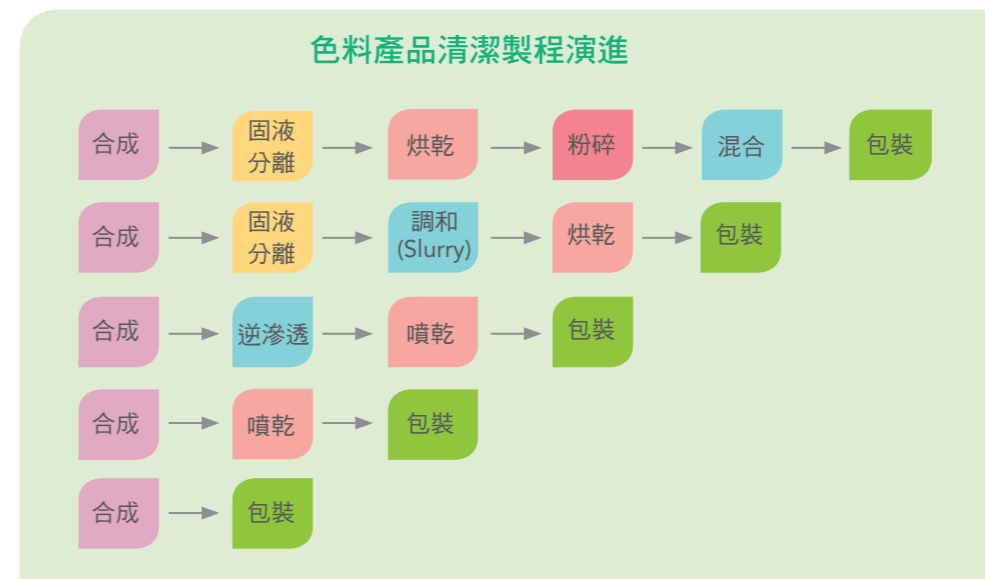 色料產品清潔製程演進
合成 固液 烘乾 粉碎 混合 包裝
分離
合成 固液 調和 烘乾 包裝
分離 (Slurry)
合成 逆滲透 噴乾 包裝
合成 噴乾 包裝
合成 包裝